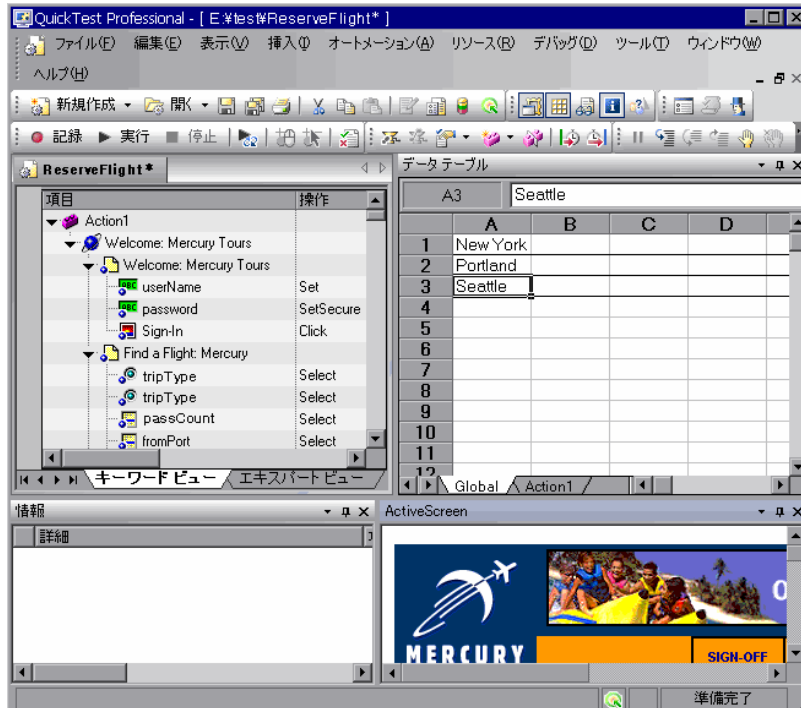 QuickTest Professional - [ E:¥test¥ReserveFlight* ]
ファイル(F) 編集(E) 表示(V) 挿入(I) オートメーション(A) リソース(R) デバッグ(D) ツール(T) ウィンドウ(W)
ヘルプ(H)
新規作成 開く
記録 実行 停止
ReserveFlight*
項目 操作
Action1
Welcome: Mercury Tours
Welcome: Mercury Tours
userName Set
password SetSecure
Sign-In Click
Find a Flight: Mercury
tripType Select
tripType Select
passCount Select
fromPort Select
キーワード ビュー エキスパート ビュー
データ テーブル
A3 Seattle
A B C D
1 New York
2 Portland
3 Seattle
4
5
6
7
8
9
10
11
12
Global Action1
情報
詳細
ActiveScreen
MERCURY
SIGN-OFF
準備完了